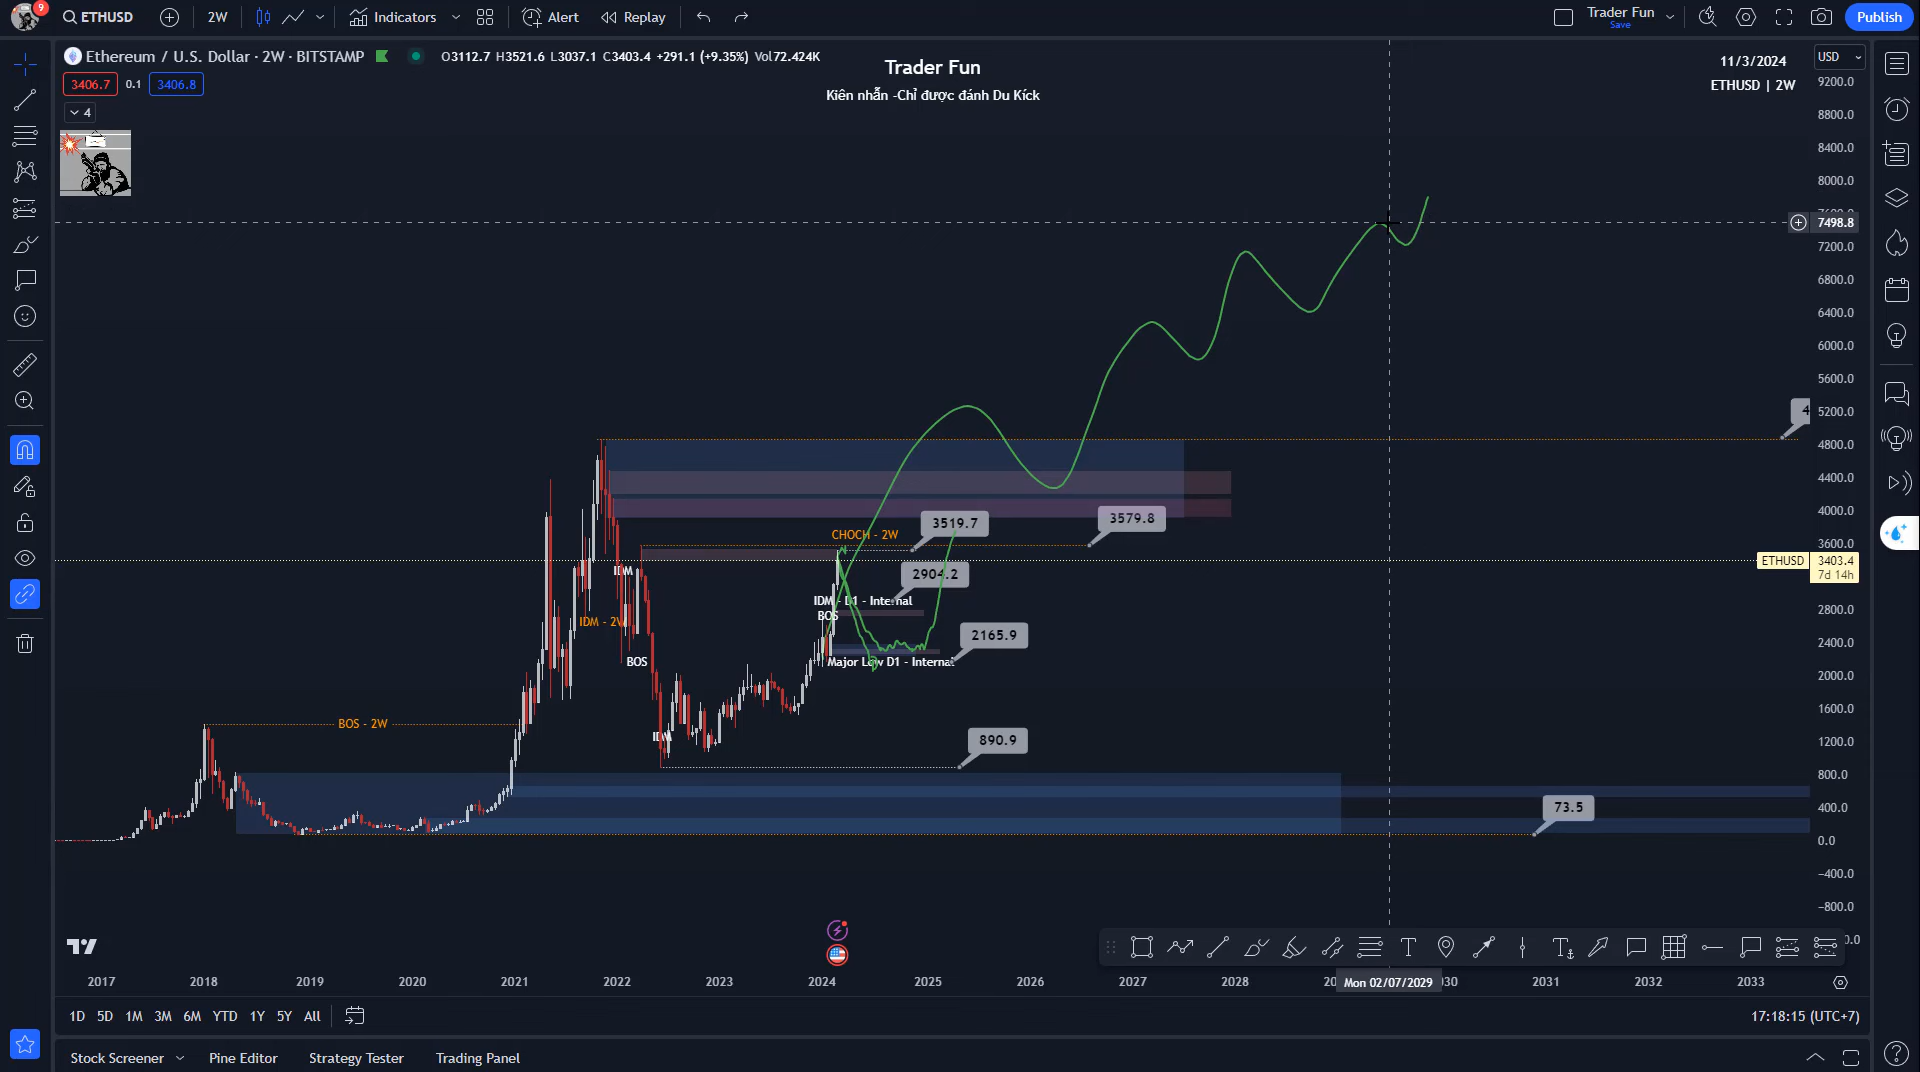 9
ETHUSD
2W
Indicators
Alert
Replay
Trader Fun
Save
Publish
Ethereum / U.S. Dollar · 2W · BITSTAMP
O3112.7 H3521.6 L3037.1 C3403.4 +291.1 (+9.35%) Vol72.424K
3406.7
0.1
3406.8
4
Trader Fun
Kiên nhẫn -Chỉ được đánh Du Kích
11/3/2024
ETHUSD | 2W
USD
9200.0
8800.0
8400.0
8000.0
7498.8
7200.0
6800.0
6400.0
6000.0
5600.0
5200.0
4800.0
4400.0
4000.0
3600.0
ETHUSD
3403.4
7d 14h
2800.0
2400.0
2000.0
1600.0
1200.0
800.0
400.0
0.0
−400.0
−800.0
CHOCH - 2W
3519.7
3579.8
IDM
2904.2
IDM - D1 - Internal
BOS
IDM - 2W
2165.9
BOS
Major Low D1 - Internal
BOS - 2W
IDM
890.9
73.5
2017
2018
2019
2020
2021
2022
2023
2024
2025
2026
2027
2028
Mon 02/07/2029
2031
2032
2033
1D
5D
1M
3M
6M
YTD
1Y
5Y
All
17:18:15 (UTC+7)
Stock Screener
Pine Editor
Strategy Tester
Trading Panel